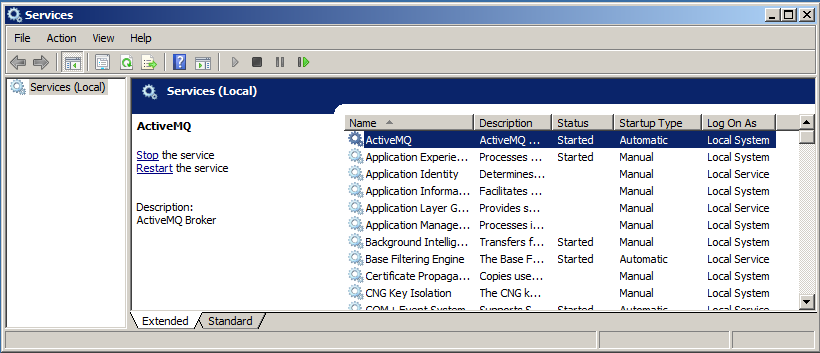 Services
File Action View Help
Services (Local)
Services (Local)
ActiveMQ
Stop the service
Restart the service
Description:
ActiveMQ Broker
Name Description Status Startup Type Log On As
ActiveMQ ActiveMQ ... Started Automatic Local System
Application Experie... Processes ... Started Manual Local System
Application Identity Determines... Manual Local Service
Application Informa... Facilitates ... Manual Local System
Application Layer G... Provides s... Manual Local Service
Application Manage... Processes i... Manual Local System
Background Intellig... Transfers f... Started Manual Local System
Base Filtering Engine The Base F... Started Automatic Local Service
Certificate Propaga... Copies use... Manual Local System
CNG Key Isolation The CNG k... Manual Local System
COM+ Event System Supports S... Started Automatic Local Service
Extended Standard